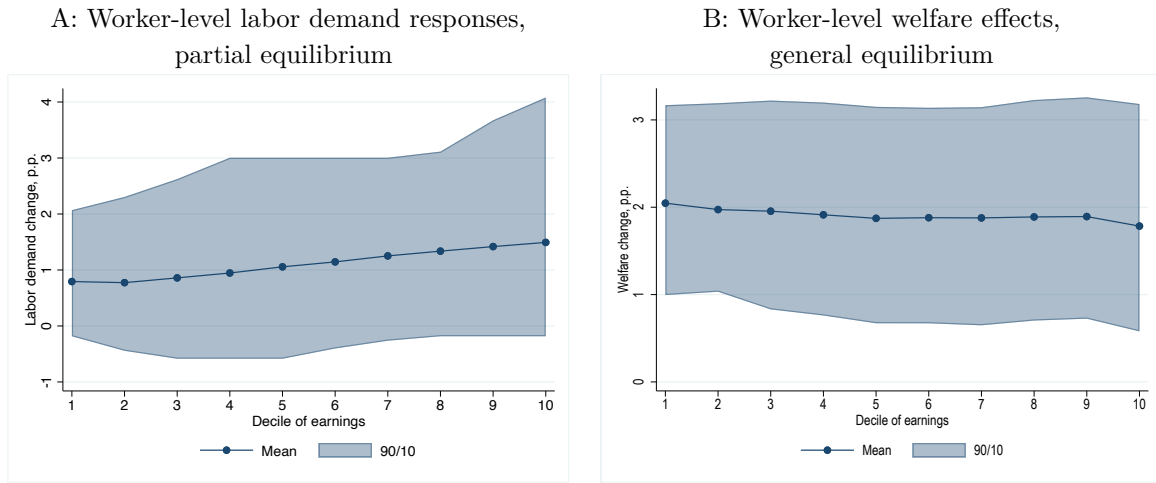 A: Worker-level labor demand responses,
partial equilibrium
Labor demand change, p.p.
4
3
2
1
0
-1
1 2 3 4 5 6 7 8 9 10
Decile of earnings
Mean 90/10
B: Worker-level welfare effects,
general equilibrium
Welfare change, p.p.
3
2
1
0
1 2 3 4 5 6 7 8 9 10
Decile of earnings
Mean 90/10